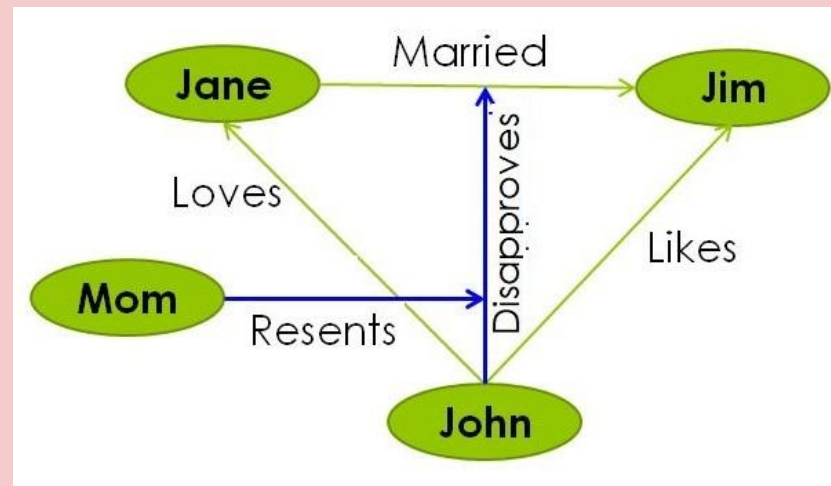 Married
Jane
Jim
Loves
Disapproves
Likes
Mom
Resents
John